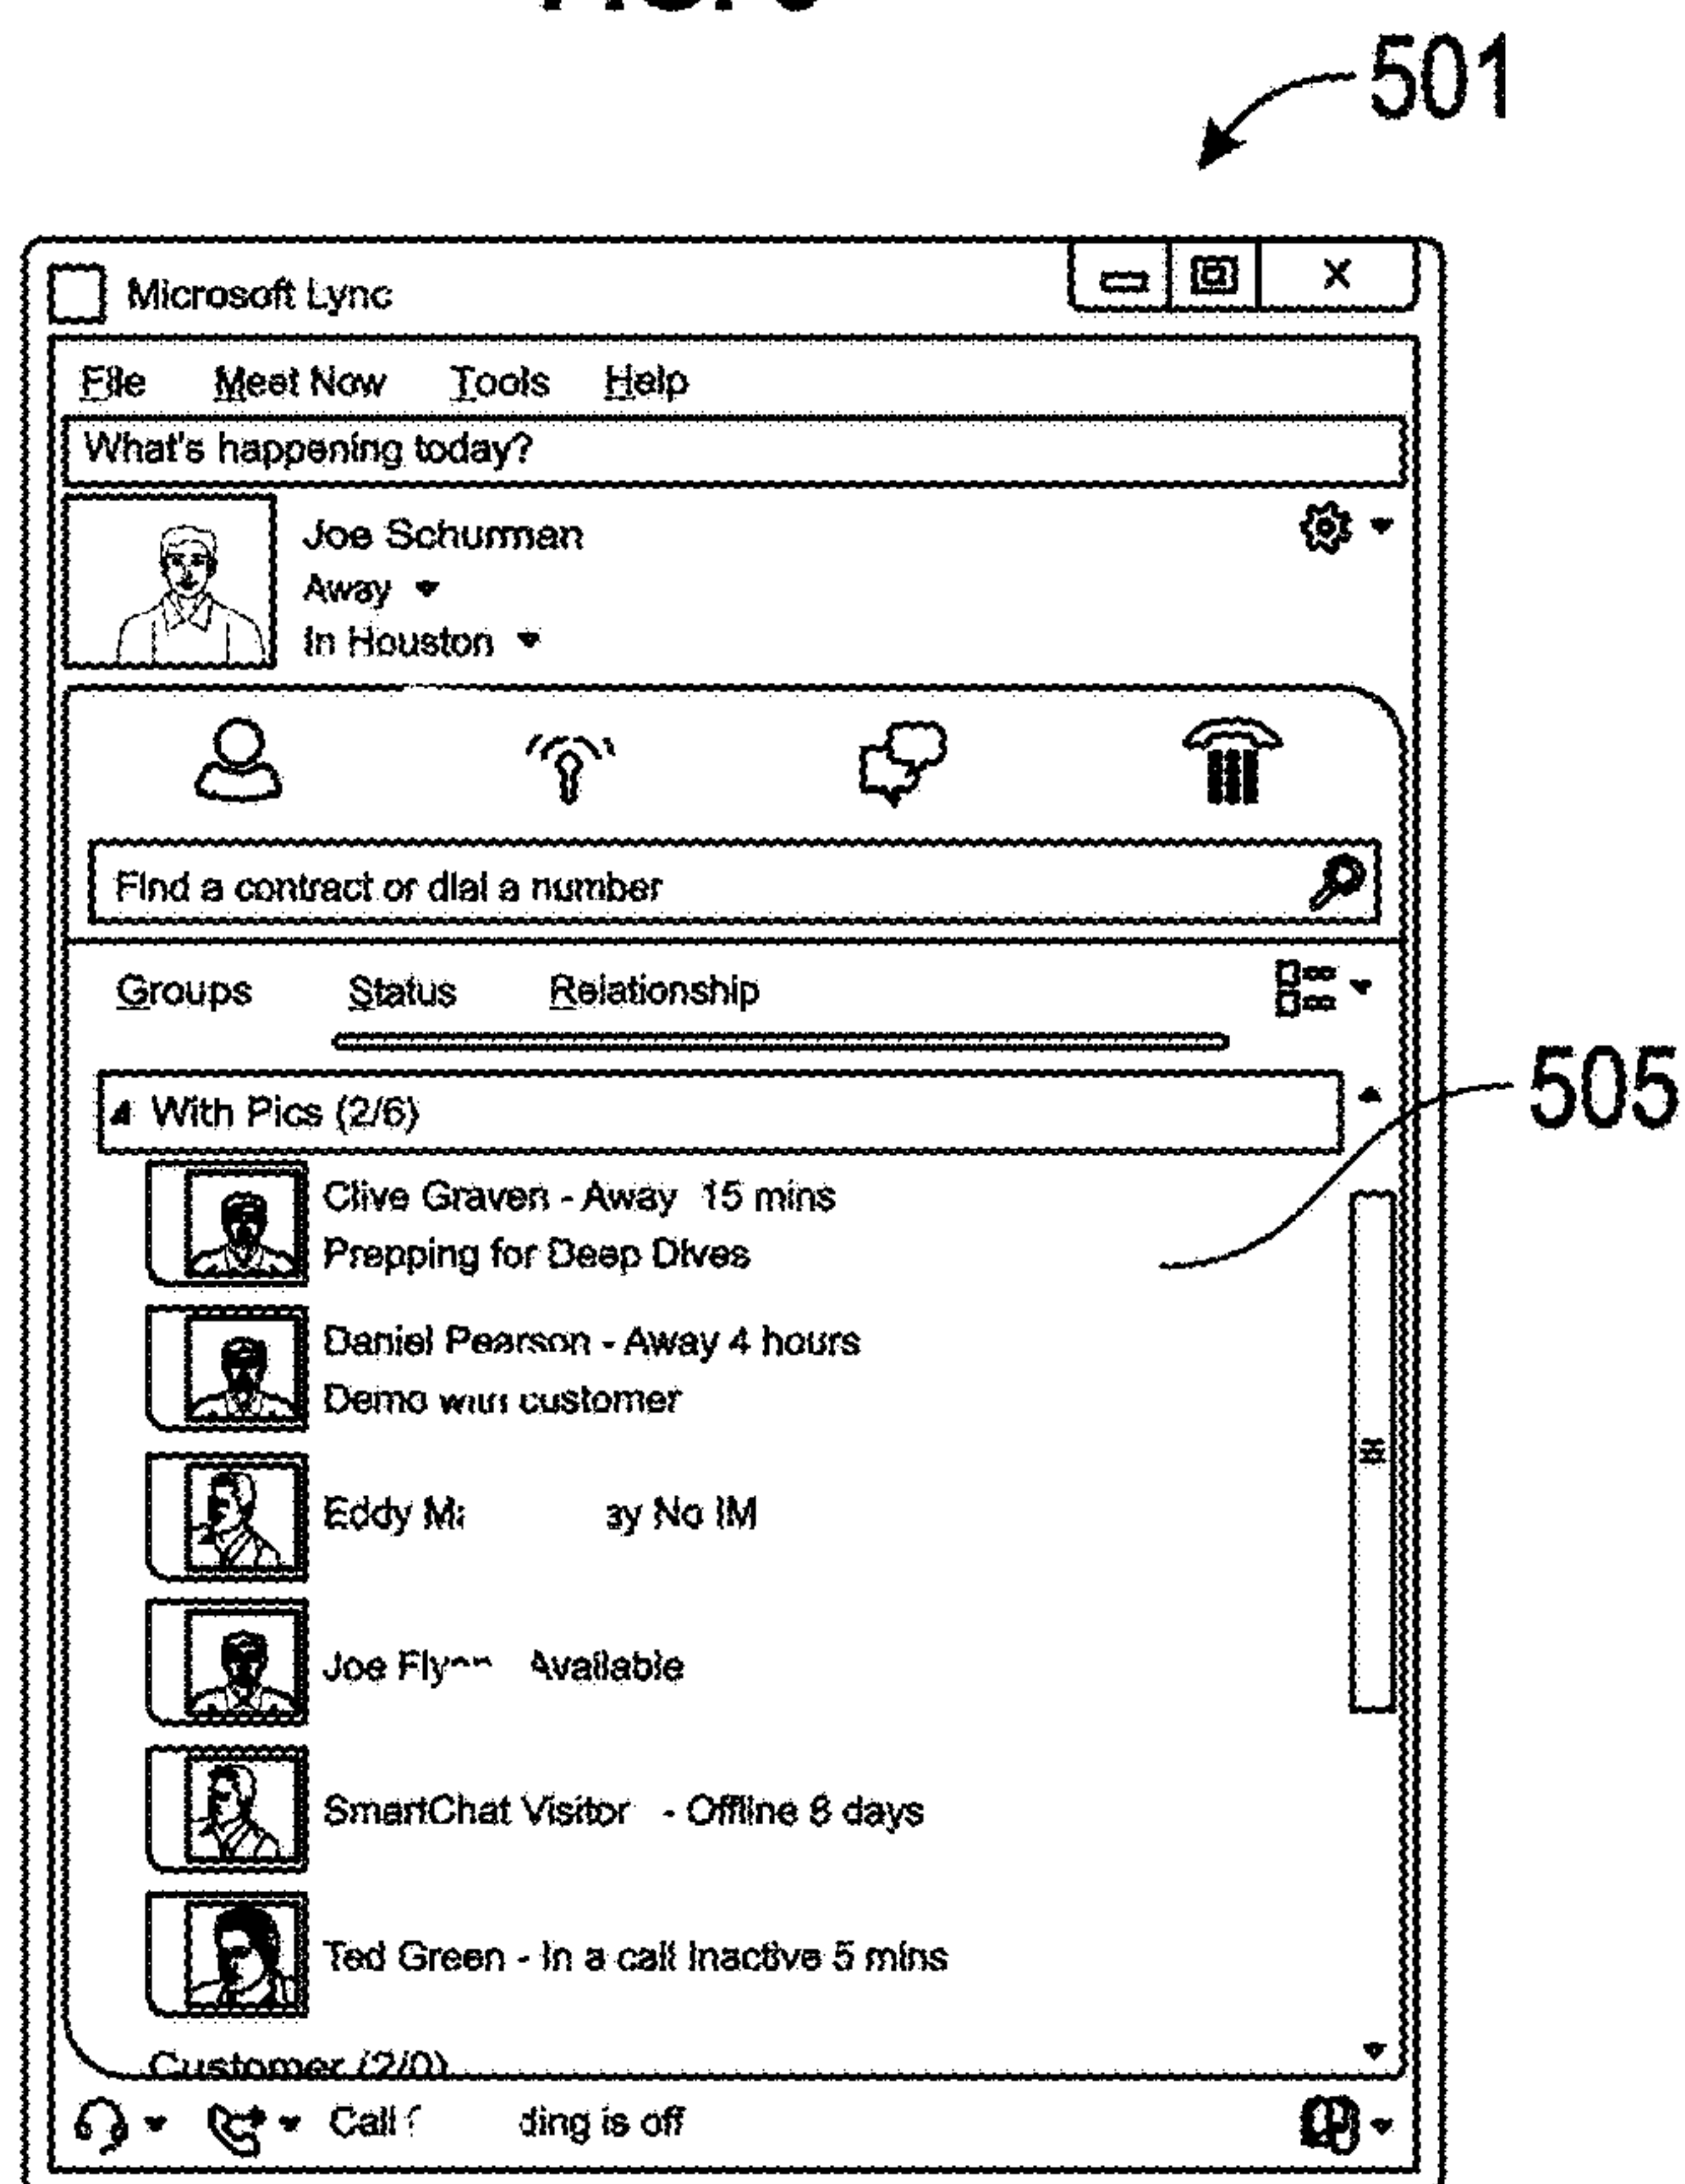 501
Microsoft Lync
File Meet Now Tools Help
What's happening today?
Joe Schurman
Away
In Houston
Find a contract or dial a number
Groups Status Relationship
505
With Pics (2/6)
Clive Graven - Away 15 mins
Prepping for Deep Dives
Daniel Pearson - Away 4 hours
Demo with customer
Eddy No IM
Joe Available
SmartChat Visitor - Offline 8 days
Ted Green - In a call Inactive 5 mins
Customer (2/0)
Call is off